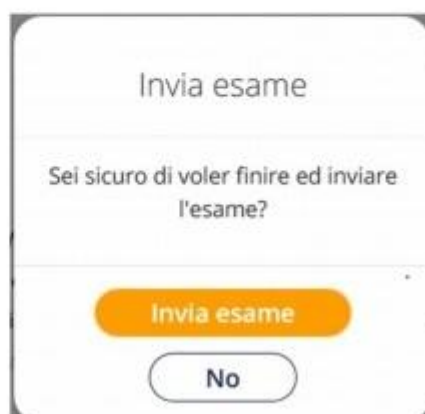 Invia esame
Sei sicuro di voler finire ed inviare
l'esame?
Invia esame
No